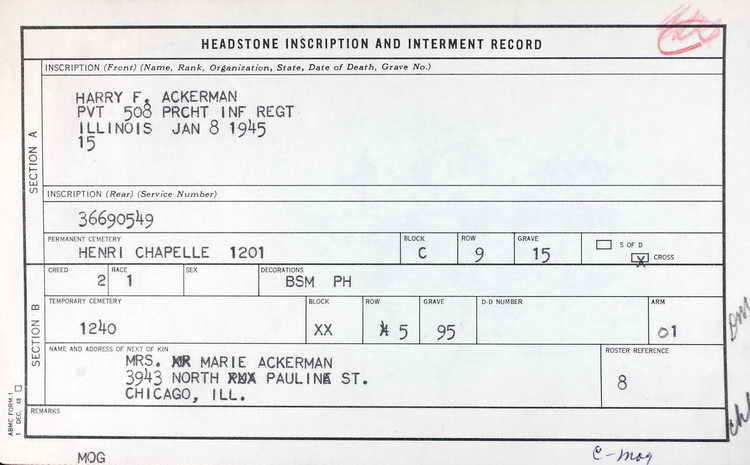 HEADSTONE INSCRIPTION AND INTERMENT RECORD
SECTION A
INSCRIPTION (Front) (Name, Rank, Organization, State, Date of Death, Grave No.)
HARRY F. ACKERMAN
PVT 508 PRCHT INF REGT
ILLINOIS JAN 8 1945
15
INSCRIPTION (Rear) (Service Number)
36690549
PERMANENT CEMETERY BLOCK ROW GRAVE
HENRI CHAPELLE 1201 C 9 15
S OF D
X CROSS
SECTION B
CREED RACE SEX DECORATIONS
2 1 BSM PH
TEMPORARY CEMETERY BLOCK ROW GRAVE D-D NUMBER ARM
1240 XX 5 95 01
NAME AND ADDRESS OF NEXT OF KIN ROSTER REFERENCE
MRS. MARIE ACKERMAN
3943 NORTH PAULINA ST.
CHICAGO, ILL.
8
REMARKS
ABMC FORM-1
1 DEC. 48
MOG
C-mog